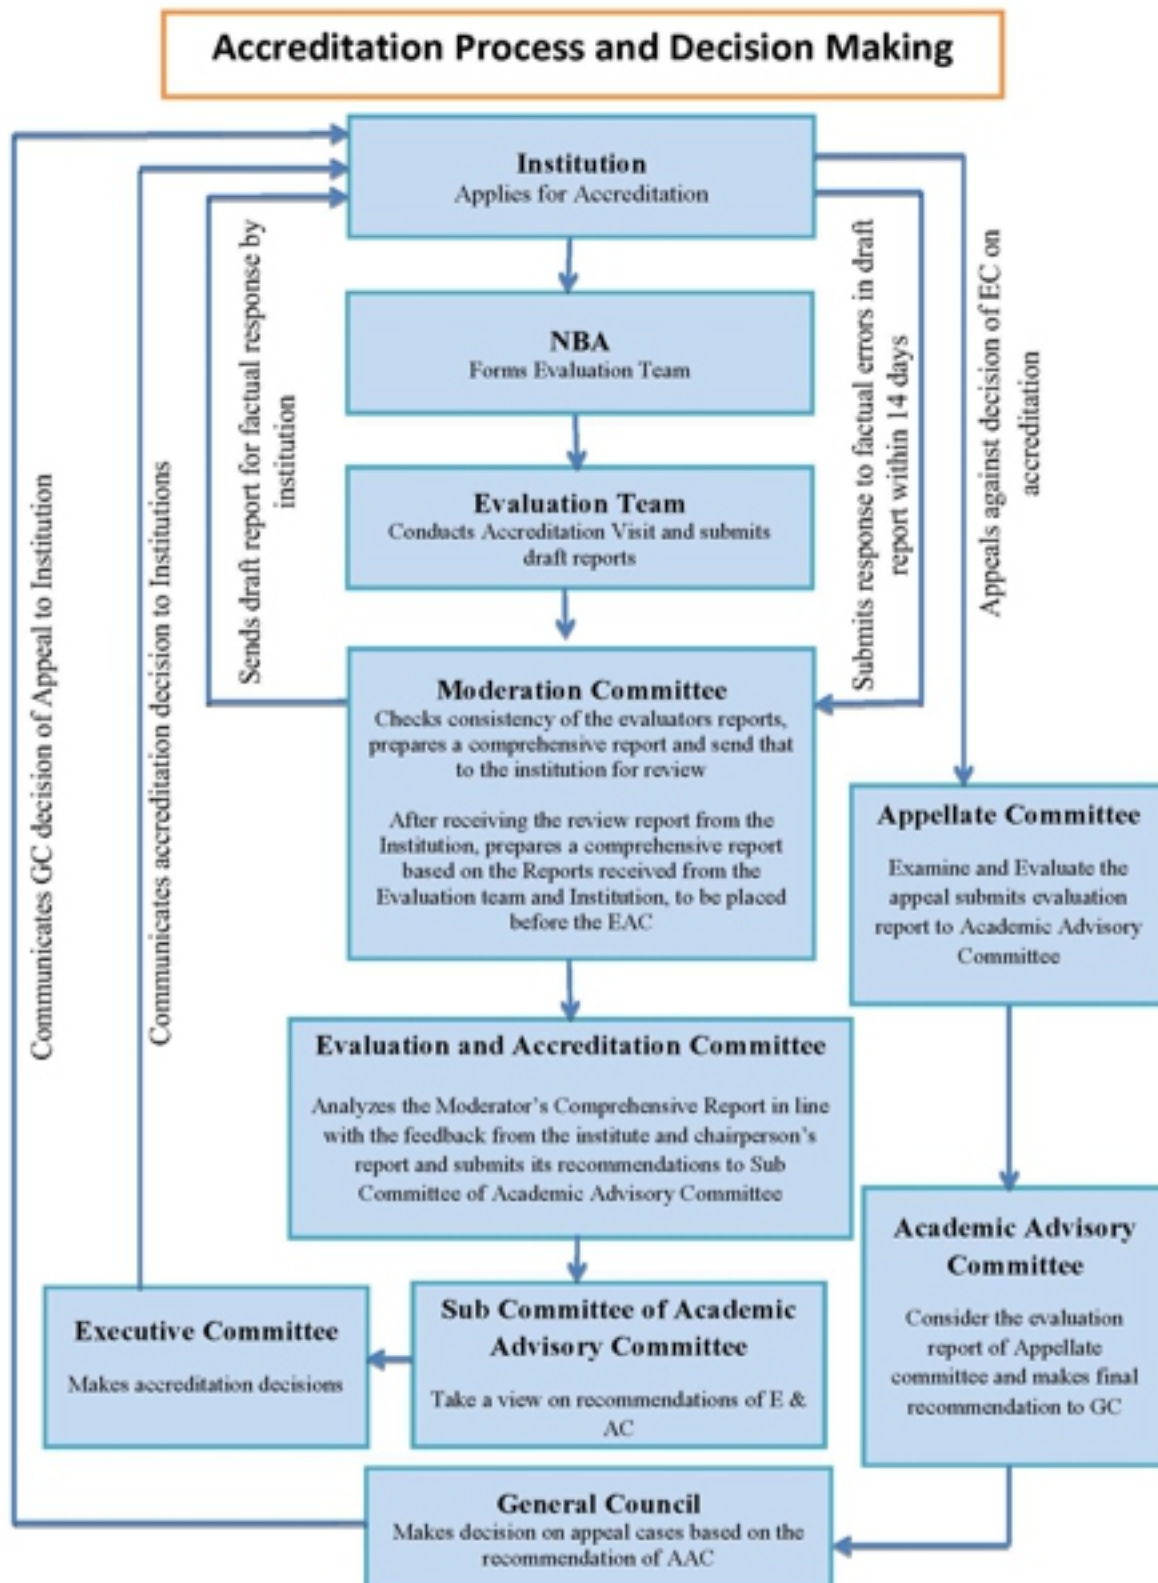 Accreditation Process and Decision Making
Institution
Applies for Accreditation
NBA
Forms Evaluation Team
Evaluation Team
Conducts Accreditation Visit and submits
draft reports
Moderation Committee
Checks consistency of the evaluators reports,
prepares a comprehensive report and send that
to the institution for review
After receiving the review report from the
Institution, prepares a comprehensive report
based on the Reports received from the
Evaluation team and Institution, to be placed
before the EAC
Evaluation and Accreditation Committee
Analyzes the Moderator's Comprehensive Report in line
with the feedback from the institute and chairperson's
report and submits its recommendations to Sub
Committee of Academic Advisory Committee
Sub Committee of Academic
Advisory Committee
Take a view on recommendations of E &
AC
Executive Committee
Makes accreditation decisions
Appellate Committee
Examine and Evaluate the
appeal submits evaluation
report to Academic Advisory
Committee
Academic Advisory
Committee
Consider the evaluation
report of Appellate
committee and makes final
recommendation to GC
General Council
Makes decision on appeal cases based on the
recommendation of AAC
Communicates GC decision of Appeal to Institution
Communicates accreditation decision to Institutions
Sends draft report for factual response by
institution
Submits response to factual errors in draft
report within 14 days
Appeals against decision of EC on
accreditation